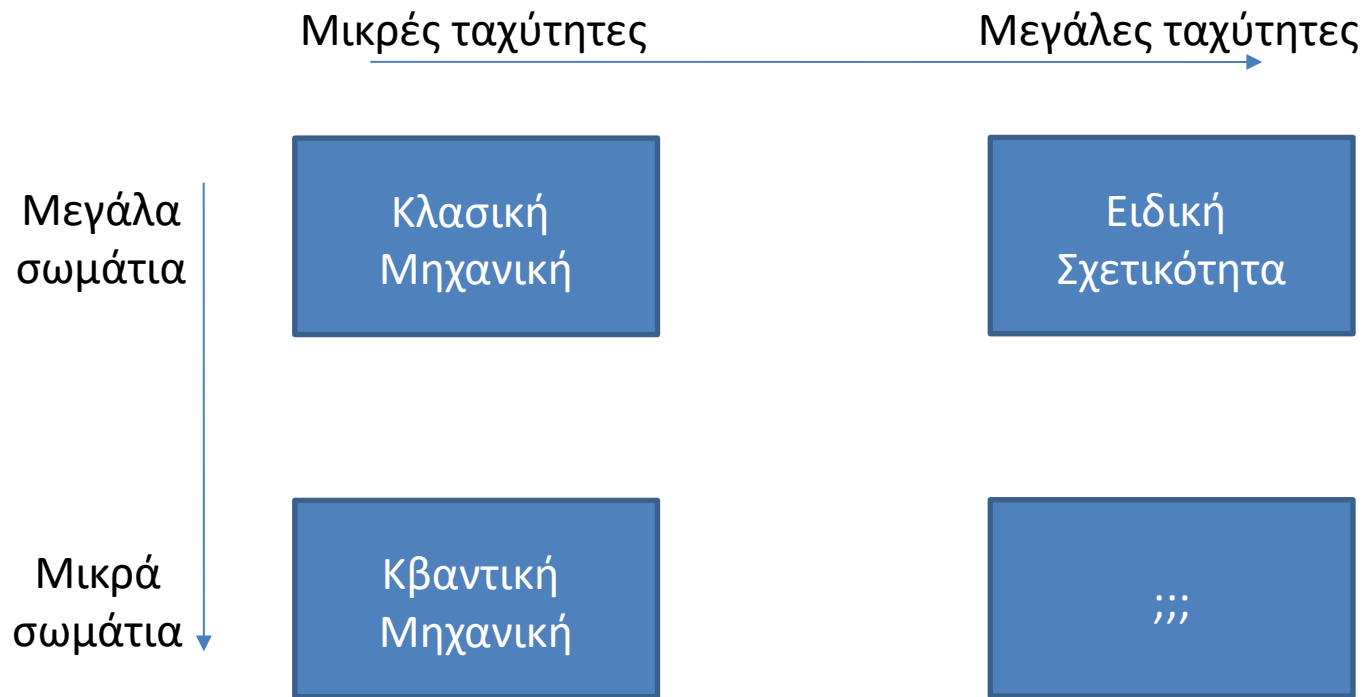 Μικρές ταχύτητες
Μεγάλες ταχύτητες
Μεγάλα
σωμάτια
Κλασική
Μηχανική
Ειδική
Σχετικότητα
Μικρά
σωμάτια
Κβαντική
Μηχανική
;;;